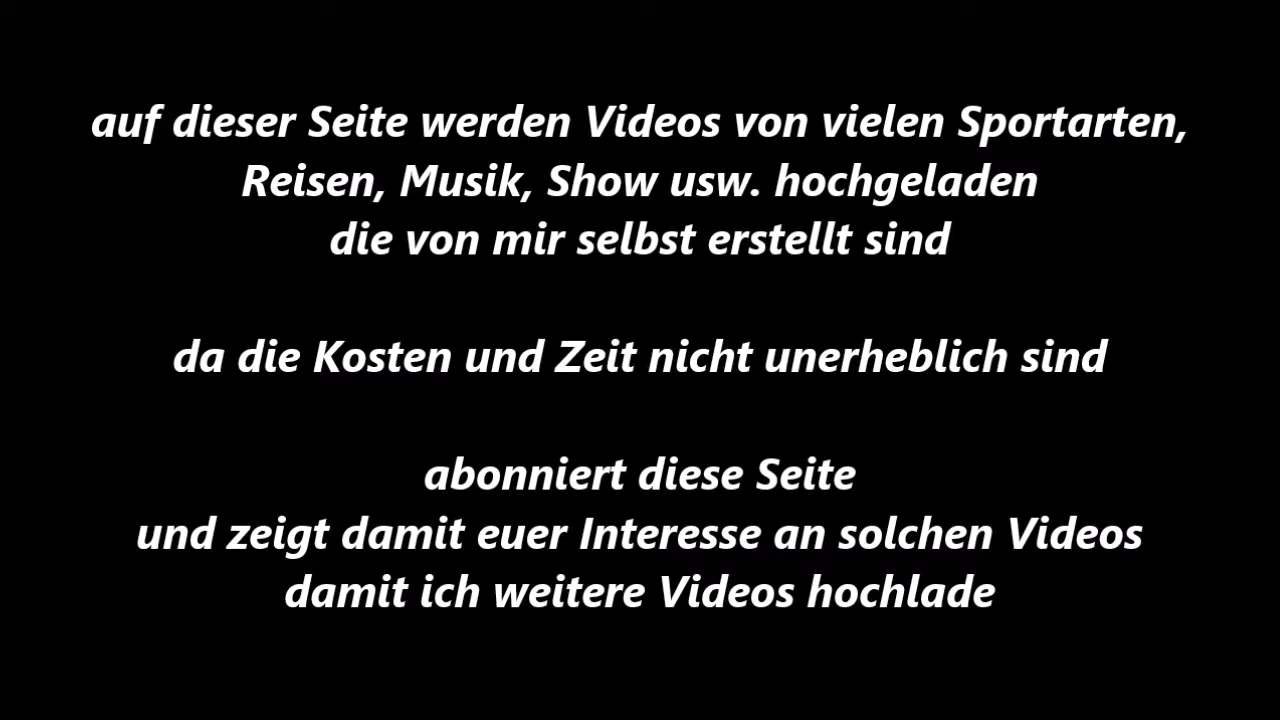 auf dieser Seite werden Videos von vielen Sportarten,
Reisen, Musik, Show usw. hochgeladen
die von mir selbst erstellt sind
da die Kosten und Zeit nicht unerheblich sind
abonniert diese Seite
und zeigt damit euer Interesse an solchen Videos
damit ich weitere Videos hochlade